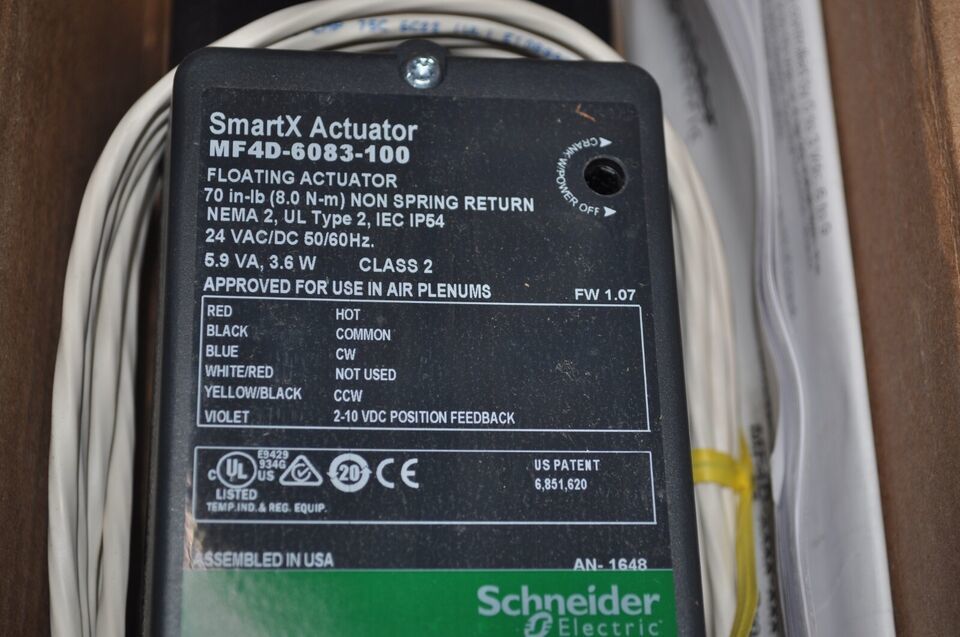 SmartX Actuator
MF4D-6083-100
CRANK W/POWER OFF
FLOATING ACTUATOR
70 in-lb (8.0 N-m) NON SPRING RETURN
NEMA 2, UL Type 2, IEC IP54
24 VAC/DC 50/60Hz.
5.9 VA, 3.6 W CLASS 2
APPROVED FOR USE IN AIR PLENUMS FW 1.07
RED HOT
BLACK COMMON
BLUE CW
WHITE/RED NOT USED
YELLOW/BLACK CCW
VIOLET 2-10 VDC POSITION FEEDBACK
C UL US
E9429
934G
20
CE
LISTED
TEMP.IND. & REG. EQUIP.
US PATENT
6,851,620
ASSEMBLED IN USA AN- 1648
Schneider
Electric